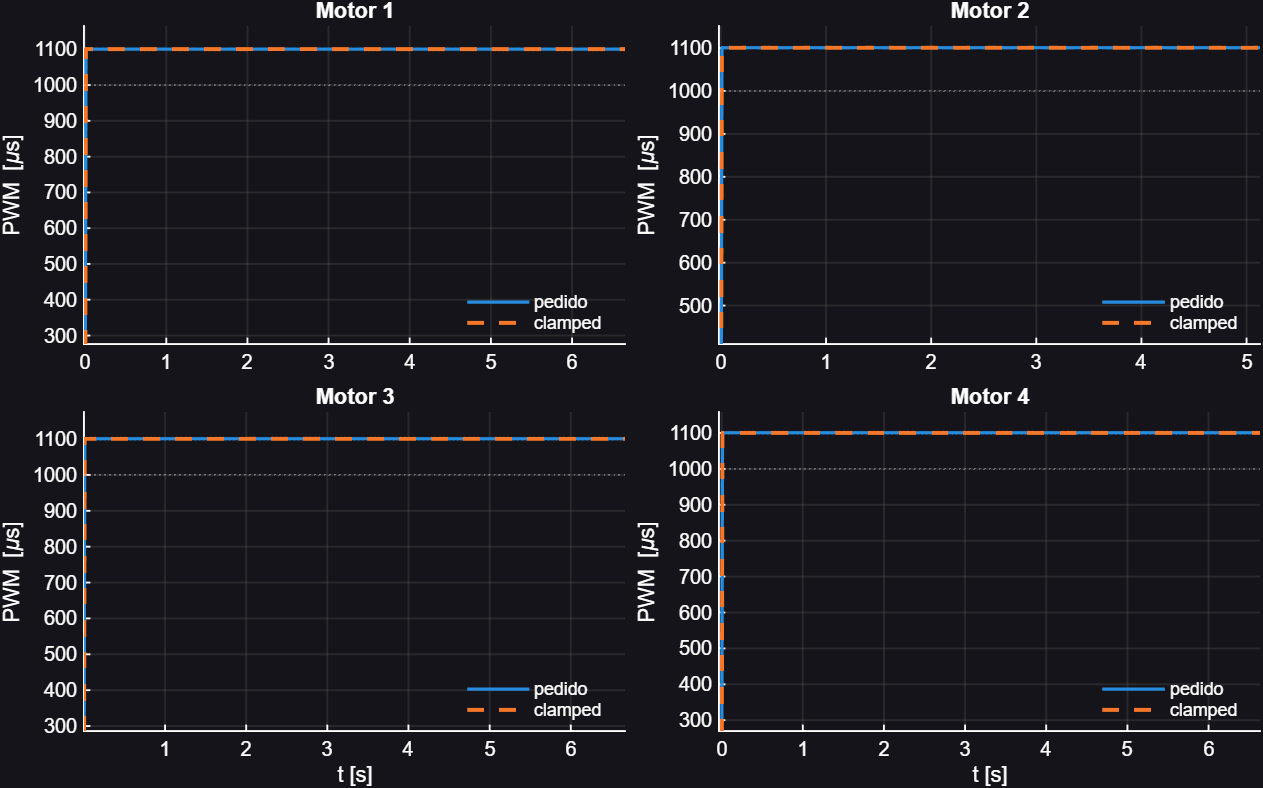 Motor 1
PWM [µs]
1100
1000
900
800
700
600
500
400
300
0 1 2 3 4 5 6
pedido
clamped
Motor 2
PWM [µs]
1100
1000
900
800
700
600
500
0 1 2 3 4 5
pedido
clamped
Motor 3
PWM [µs]
1100
1000
900
800
700
600
500
400
300
1 2 3 4 5 6
t [s]
pedido
clamped
Motor 4
PWM [µs]
1100
1000
900
800
700
600
500
400
300
0 1 2 3 4 5 6
t [s]
pedido
clamped